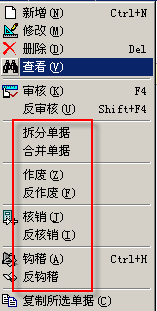 新增(N) Ctrl+N
修改(M)
删除(D) Del
查看(V)
审核(K) F4
反审核(U) Shift+F4
拆分单据
合并单据
作废(Z)
反作废(F)
核销(T)
反核销(I)
钩稽(A) Ctrl+H
反钩稽
复制所选单据(C)